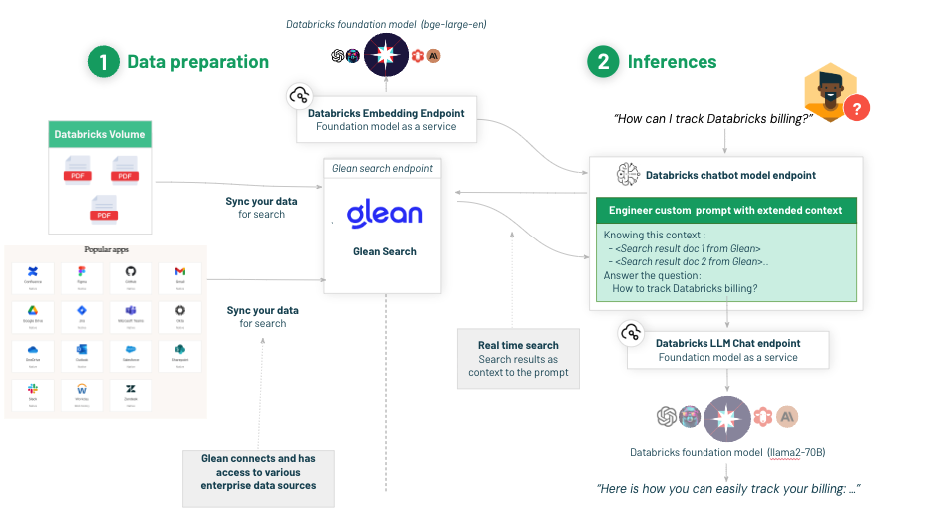 Databricks foundation model (bge-large-en)
1 Data preparation
2 Inferences
Databricks Embedding Endpoint
Foundation model as a service
?
"How can I track Databricks billing?"
Databricks Volume
PDF
PDF
PDF
Glean search endpoint
glean
Glean Search
Sync your data
for search
Databricks chatbot model endpoint
Engineer custom prompt with extended context
Knowing this context :
- <Search result doc 1 from Glean>
- <Search result doc 2 from Glean>..
Answer the question:
How to track Databricks billing?
Popular apps
Confluence
Figma
GitHub
Gmail
Google Drive
Jira
Microsoft Teams
Okta
OneDrive
Outlook
Salesforce
Sharepoint
Slack
Workday
Zendesk
Sync your data
for search
Real time search
Search results as
context to the prompt
Databricks LLM Chat endpoint
Foundation model as a service
Databricks foundation model (llama2-70B)
Glean connects and has
access to various
enterprise data sources
"Here is how you can easily track your billing: ..."